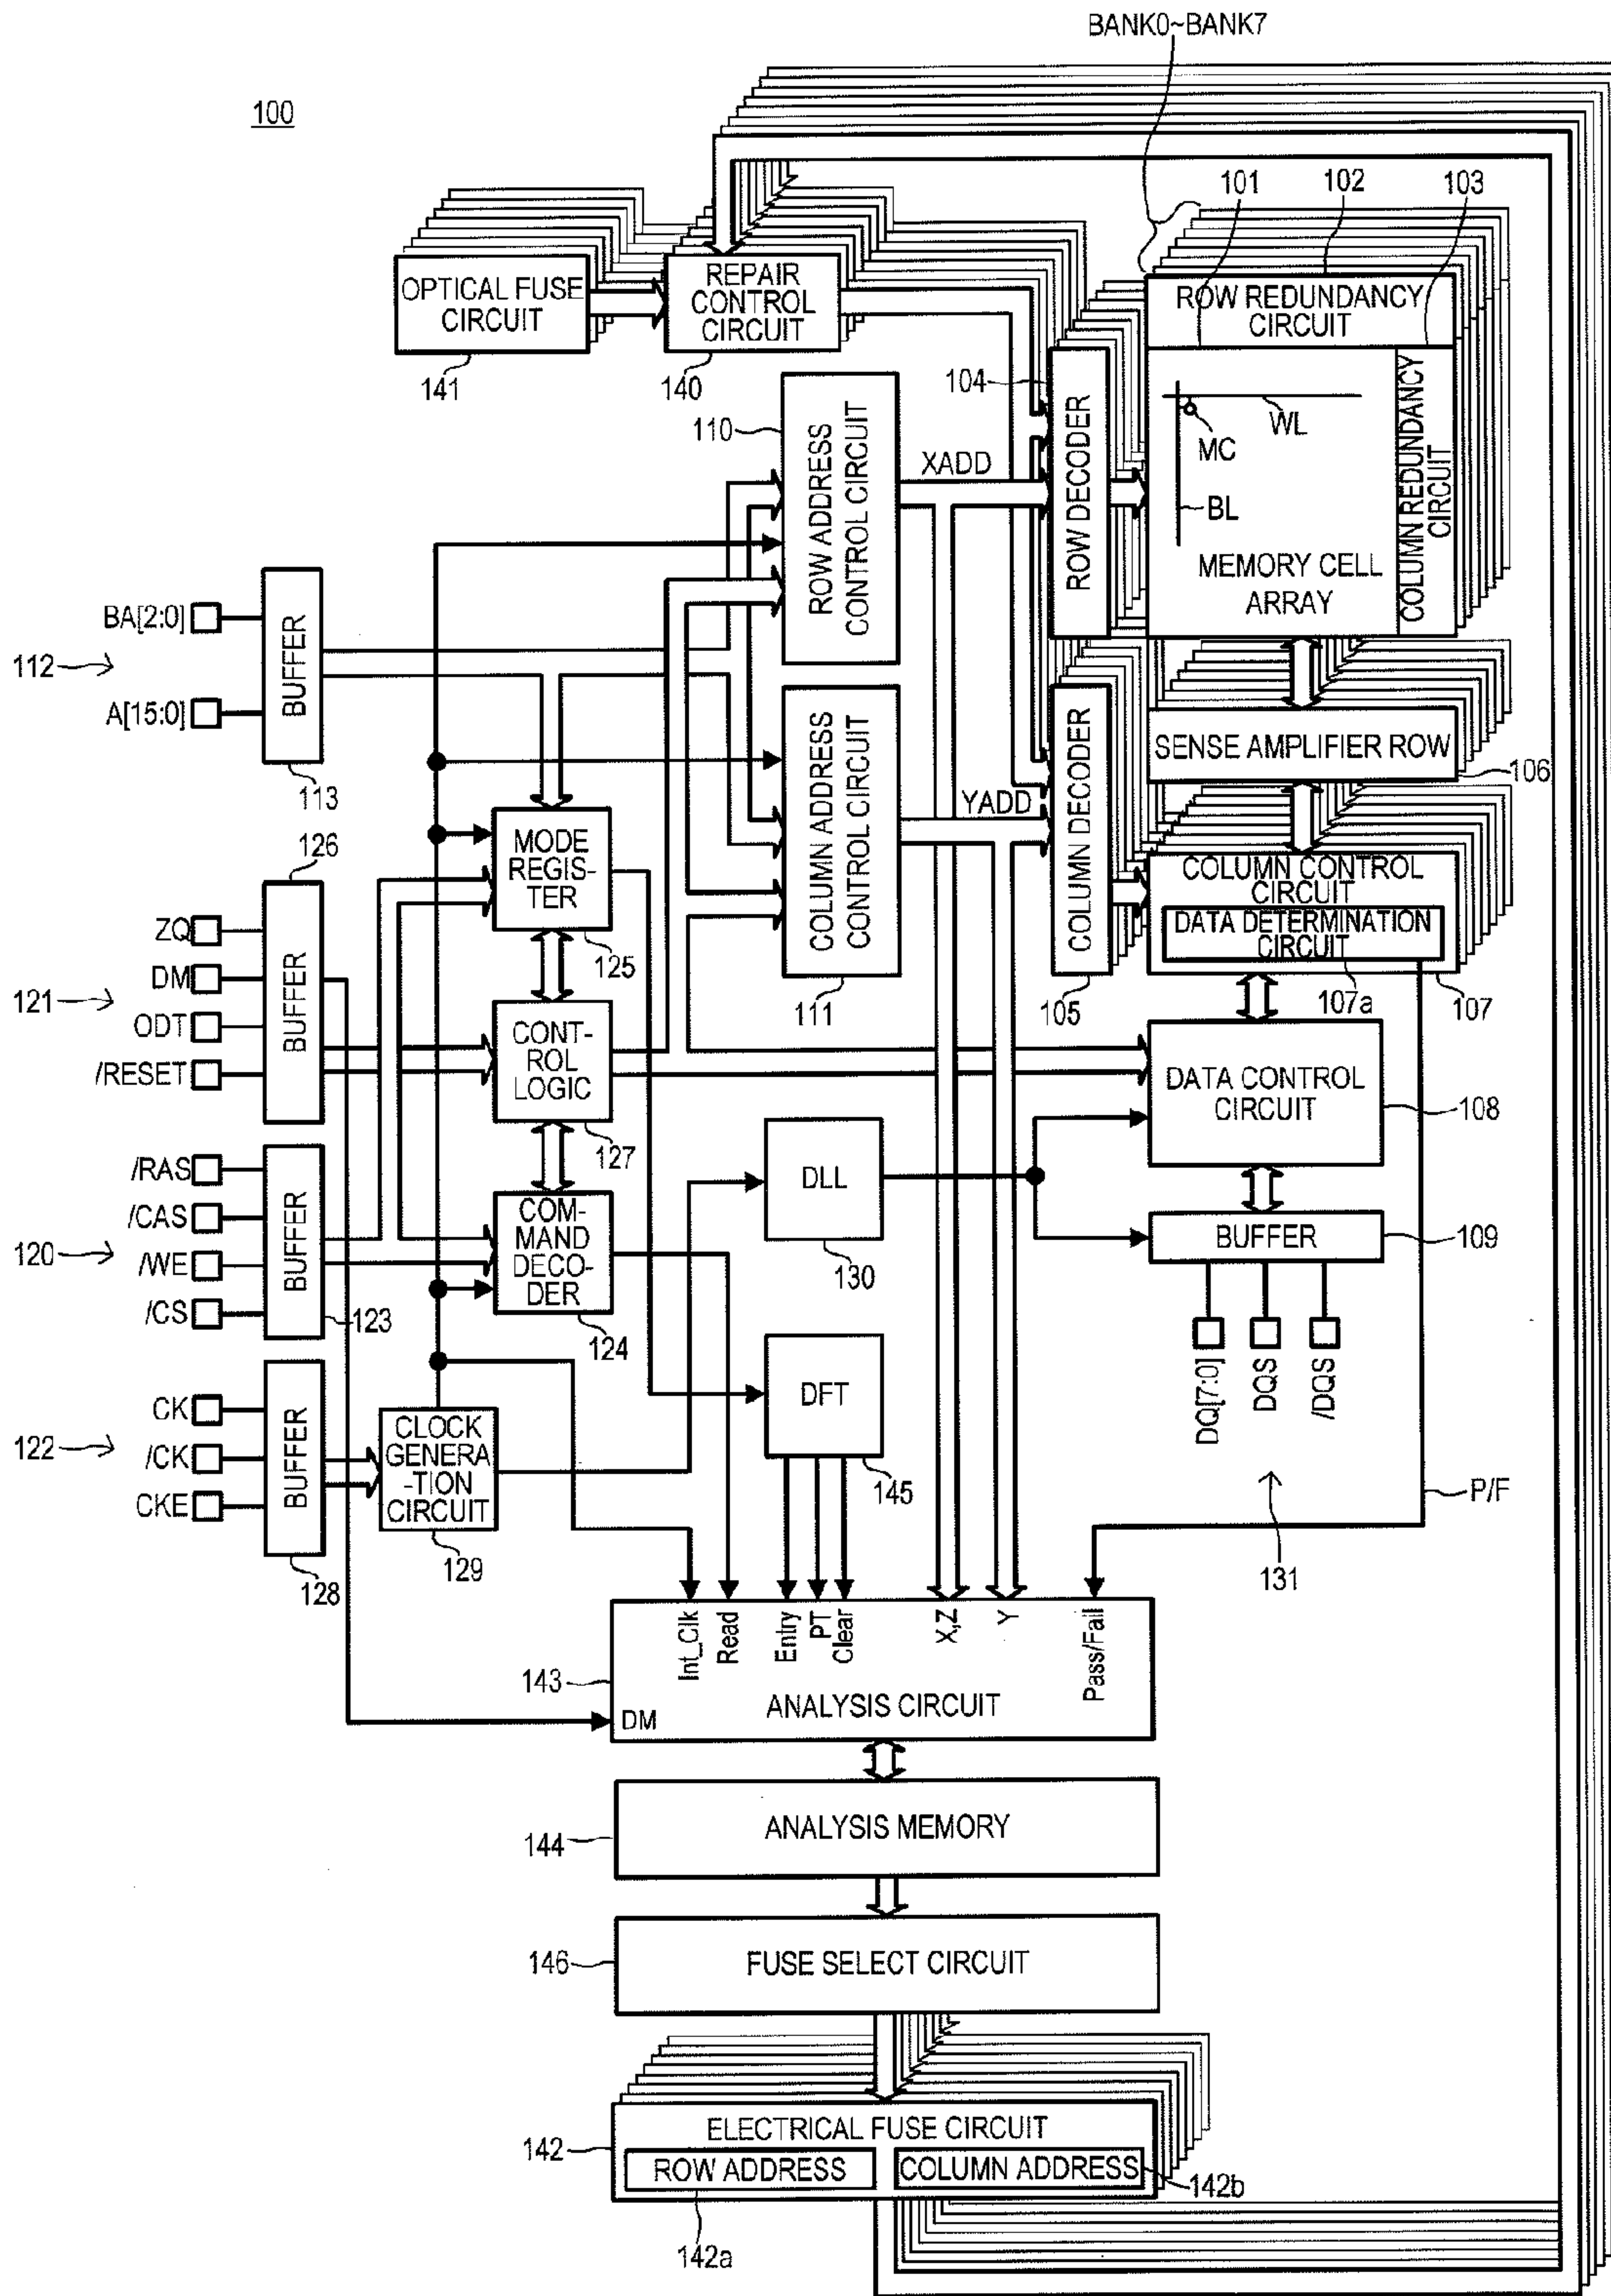 BANK0~BANK7
100
101
102
103
OPTICAL FUSE
CIRCUIT
141
REPAIR
CONTROL
CIRCUIT
140
ROW REDUNDANCY
CIRCUIT
COLUMN REDUNDANCY
CIRCUIT
WL
MC
BL
MEMORY CELL
ARRAY
104
ROW DECODER
110
ROW ADDRESS
CONTROL CIRCUIT
XADD
BA[2:0]
112
A[15:0]
BUFFER
113
COLUMN ADDRESS
CONTROL CIRCUIT
111
YADD
COLUMN DECODER
105
SENSE AMPLIFIER ROW
106
COLUMN CONTROL
CIRCUIT
DATA DETERMINATION
CIRCUIT
107a
107
MODE
REGIS-
TER
125
126
ZQ
DM
121
ODT
/RESET
BUFFER
CONT-
ROL
LOGIC
127
DATA CONTROL
CIRCUIT
108
/RAS
/CAS
120
/WE
/CS
BUFFER
123
COM-
MAND
DECO-
DER
124
DLL
130
BUFFER
109
DQ[7:0]
DQS
/DQS
131
P/F
DFT
145
CK
122
/CK
CKE
BUFFER
128
CLOCK
GENERA
-TION
CIRCUIT
129
Int_Clk
Read
Entry
PT
Clear
X,Z
Y
Pass/Fail
143
DM
ANALYSIS CIRCUIT
144
ANALYSIS MEMORY
146
FUSE SELECT CIRCUIT
142
ELECTRICAL FUSE CIRCUIT
ROW ADDRESS
COLUMN ADDRESS
142b
142a